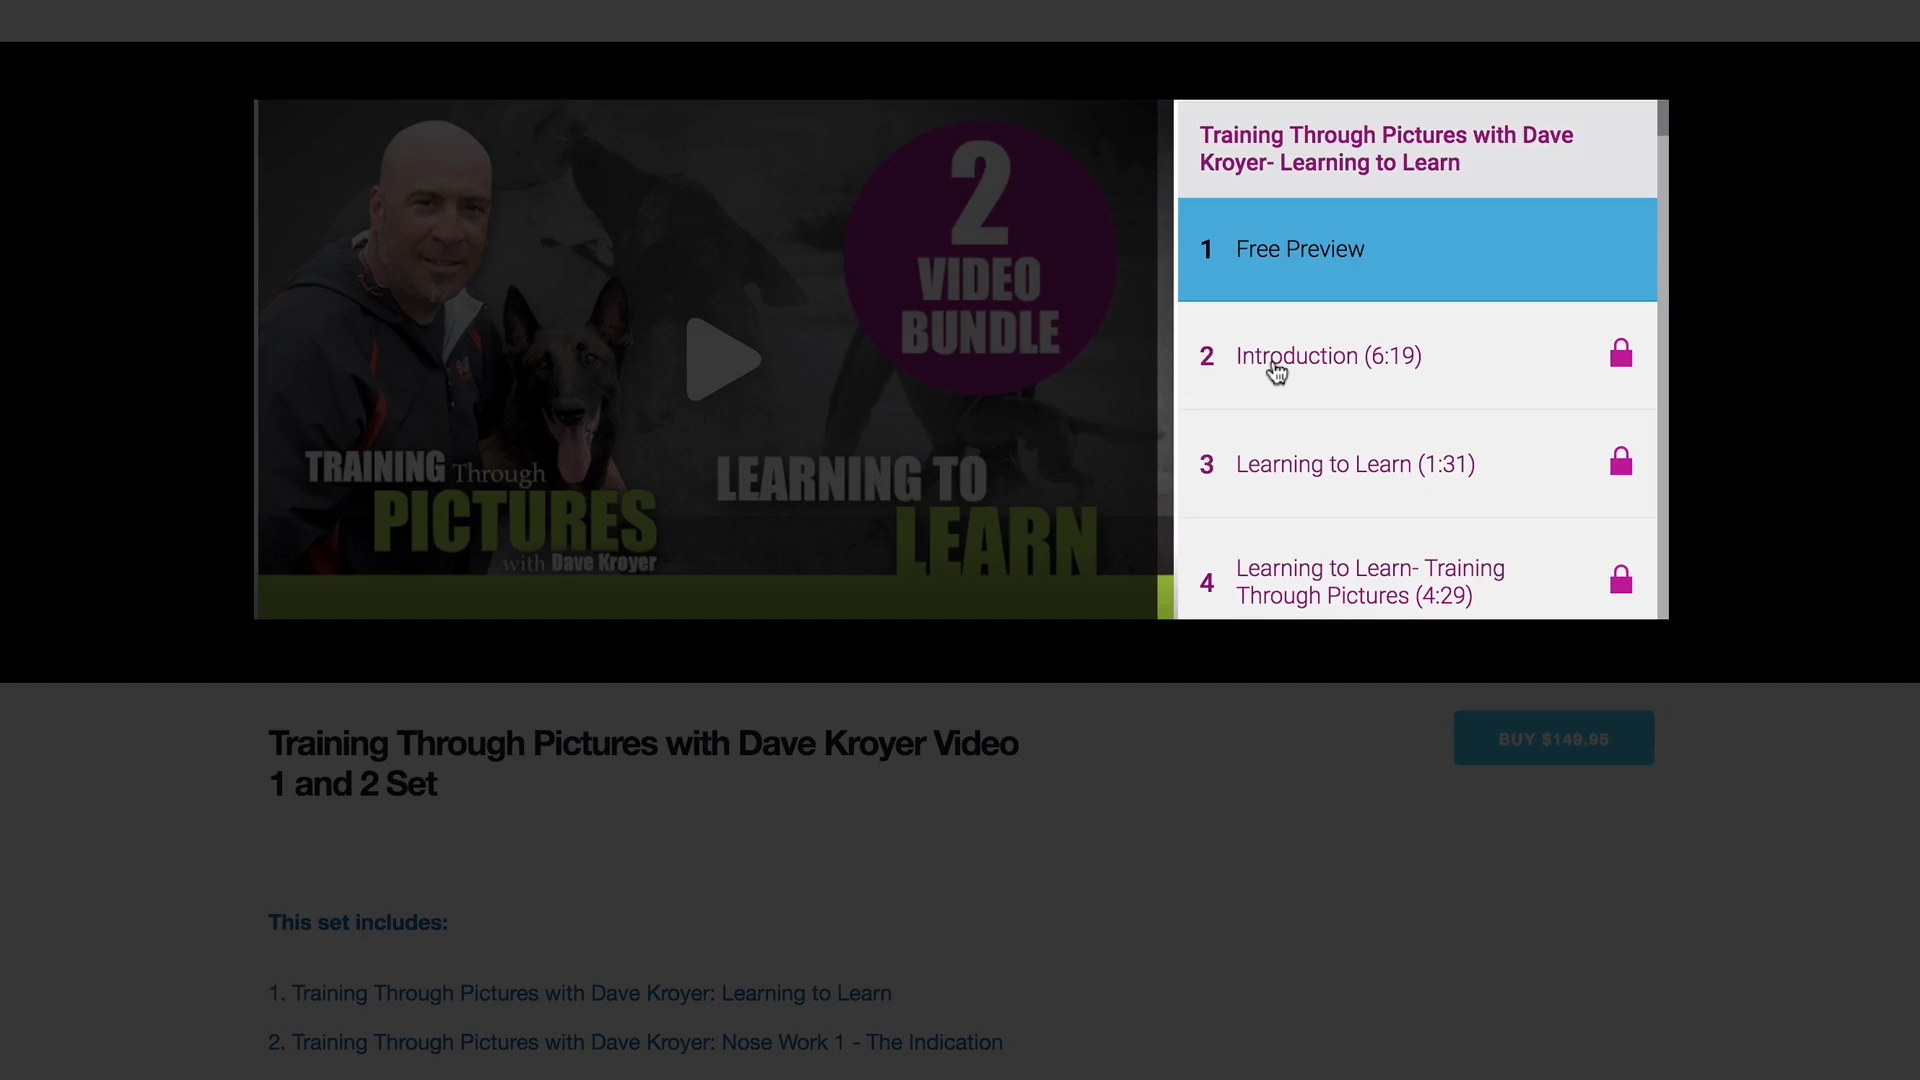 2
VIDEO
BUNDLE
TRAINING Through
PICTURES
with Dave Kroyer
LEARNING TO
LEARN
Training Through Pictures with Dave
Kroyer- Learning to Learn
1 Free Preview
2 Introduction (6:19)
3 Learning to Learn (1:31)
4 Learning to Learn- Training
Through Pictures (4:29)
Training Through Pictures with Dave Kroyer Video
1 and 2 Set
BUY $149.95
This set includes:
1. Training Through Pictures with Dave Kroyer: Learning to Learn
2. Training Through Pictures with Dave Kroyer: Nose Work 1 - The Indication